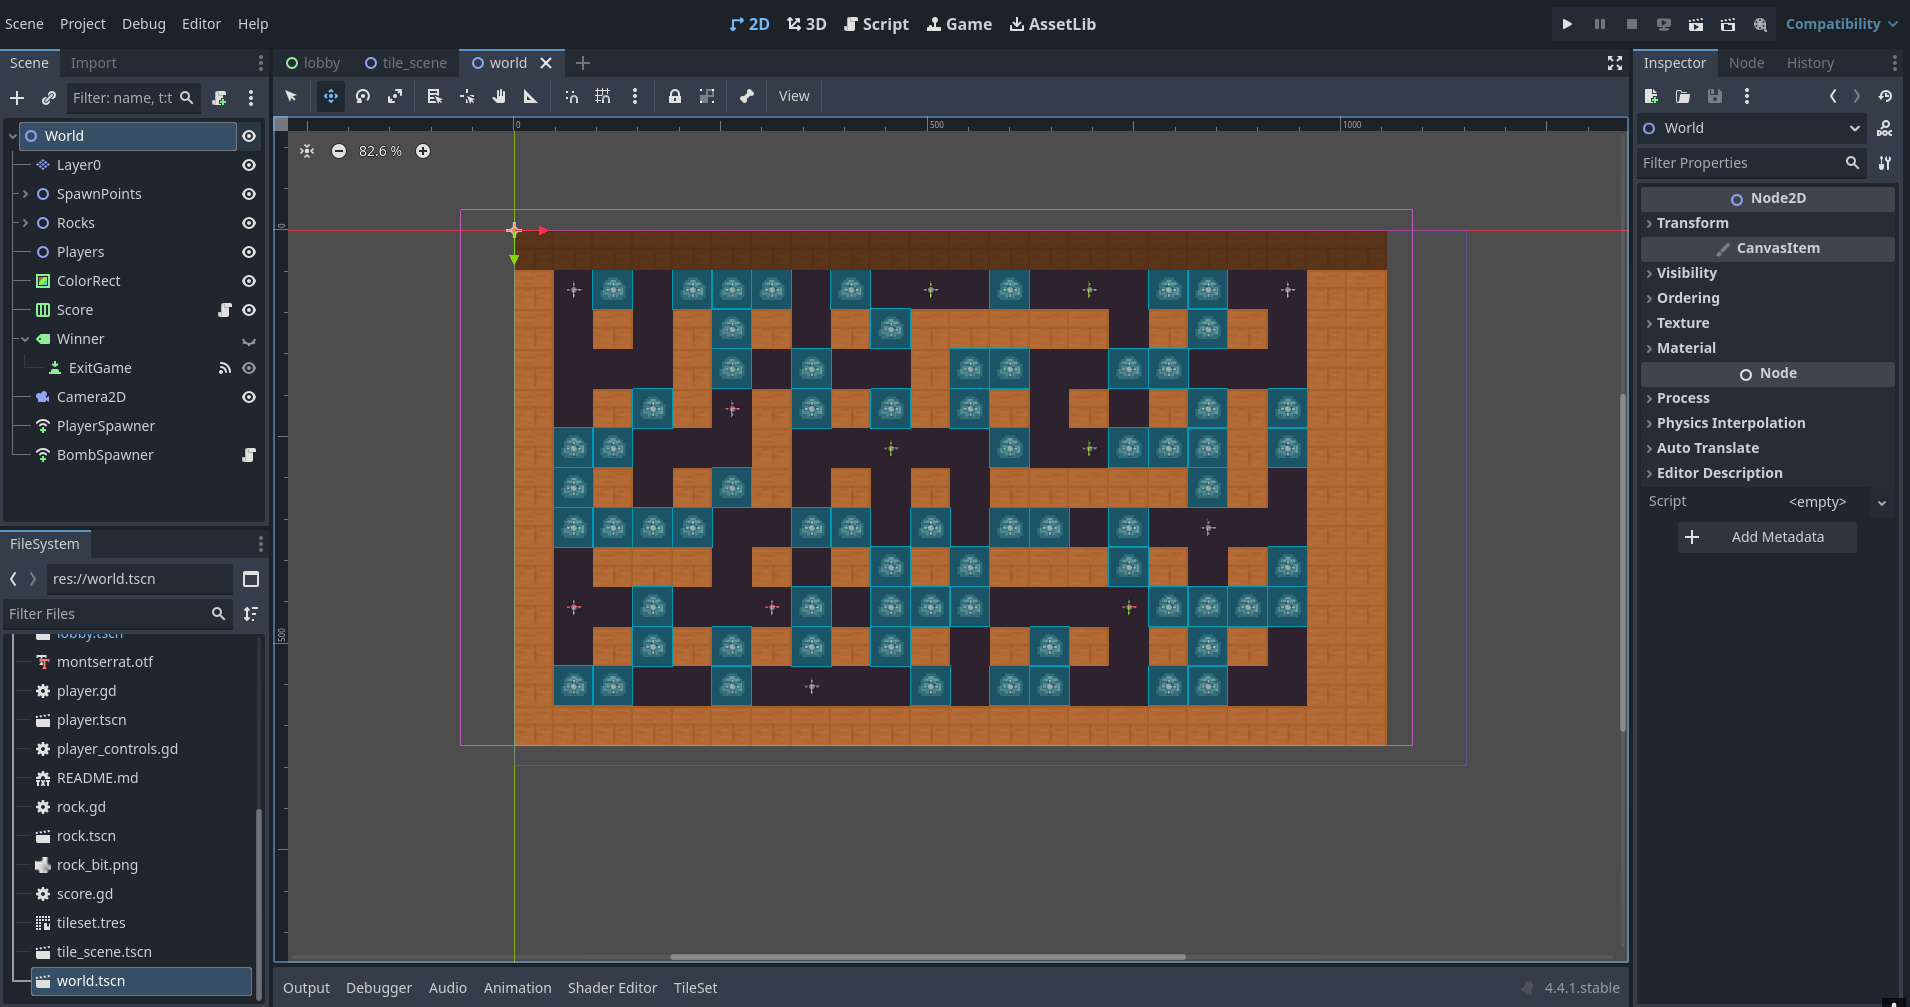 Scene Project Debug Editor Help
2D 3D Script Game AssetLib
Compatibility
Scene Import
Filter: name, t:t
World
Layer0
SpawnPoints
Rocks
Players
ColorRect
Score
Winner
ExitGame
Camera2D
PlayerSpawner
BombSpawner
FileSystem
res://world.tscn
Filter Files
lobby.tscn
montserrat.otf
player.gd
player.tscn
player_controls.gd
README.md
rock.gd
rock.tscn
rock_bit.png
score.gd
tileset.tres
tile_scene.tscn
world.tscn
lobby tile_scene world
View
0 500 1000
82.6 %
0
500
Output Debugger Audio Animation Shader Editor TileSet
4.4.1.stable
Inspector Node History
World
DOC
Filter Properties
Node2D
Transform
CanvasItem
Visibility
Ordering
Texture
Material
Node
Process
Physics Interpolation
Auto Translate
Editor Description
Script <empty>
Add Metadata